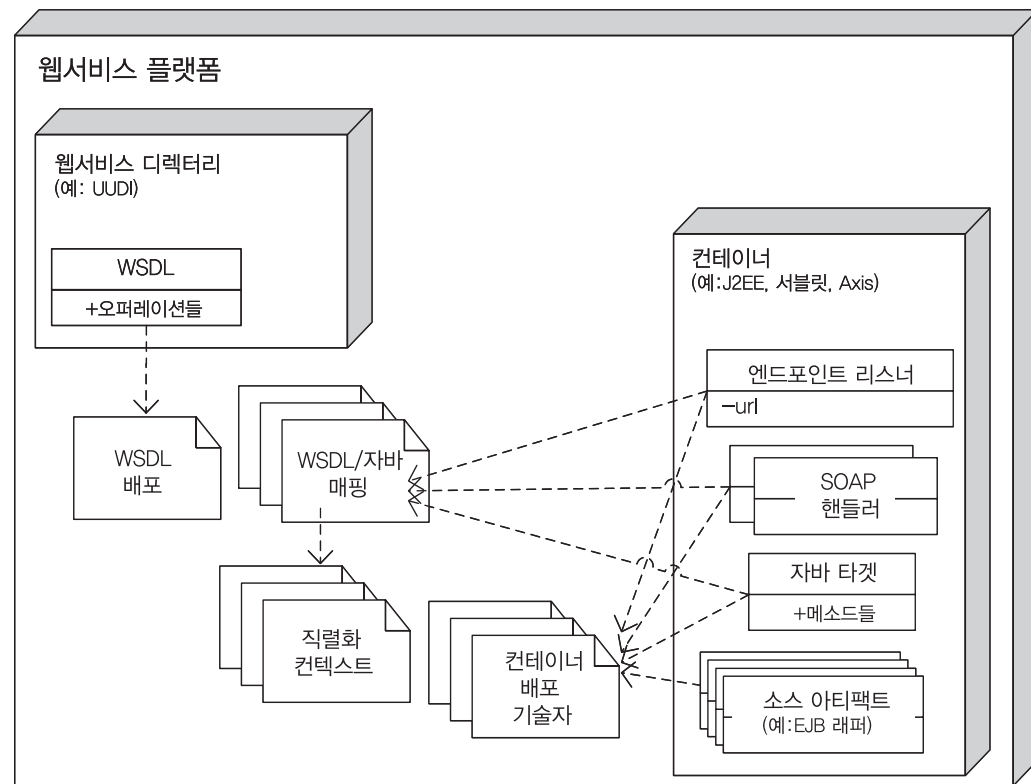 웹서비스 플랫폼
웹서비스 디렉터리
(예: UUDI)
WSDL
+오퍼레이션들
WSDL
배포
WSDL/자바
매핑
직렬화
컨텍스트
컨테이너
배포
기술자
컨테이너
(예:J2EE, 서블릿, Axis)
엔드포인트 리스너
-url
SOAP
핸들러
자바 타겟
+메소드들
소스 아티팩트
(예:EJB 래퍼)